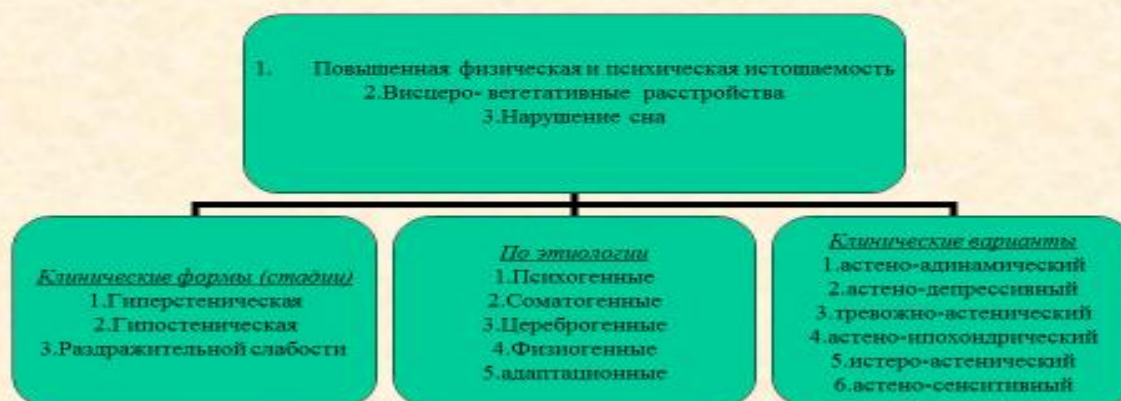 1. Повышенная физическая и психическая истощаемость
2.Висцеро- вегетативные расстройства
3.Нарушение сна
Клинические формы (стадии)
1.Гиперстеническая
2.Гипостеническая
3.Раздражительной слабости
По этиологии
1.Психогенные
2.Соматогенные
3.Цереброгенные
4.Физиогенные
5.адаптационные
Клинические варианты
1.астено-адинамический
2.астено-депрессивный
3.тревожно-астенический
4.астено-ипохондрический
5.истеро-астенический
6.астено-сенситивный